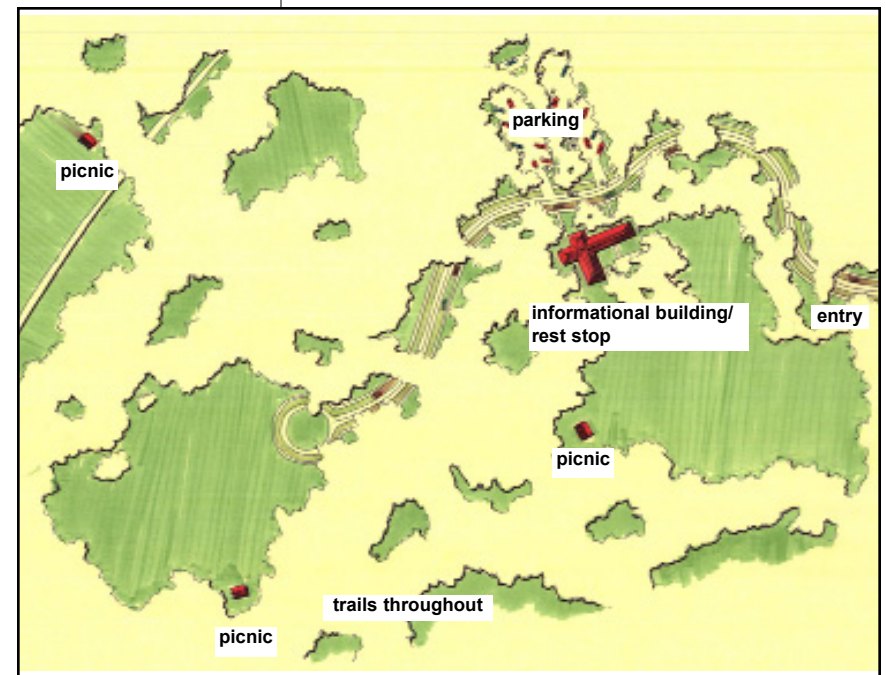 parking
picnic
informational building/
rest stop
entry
picnic
trails throughout
picnic